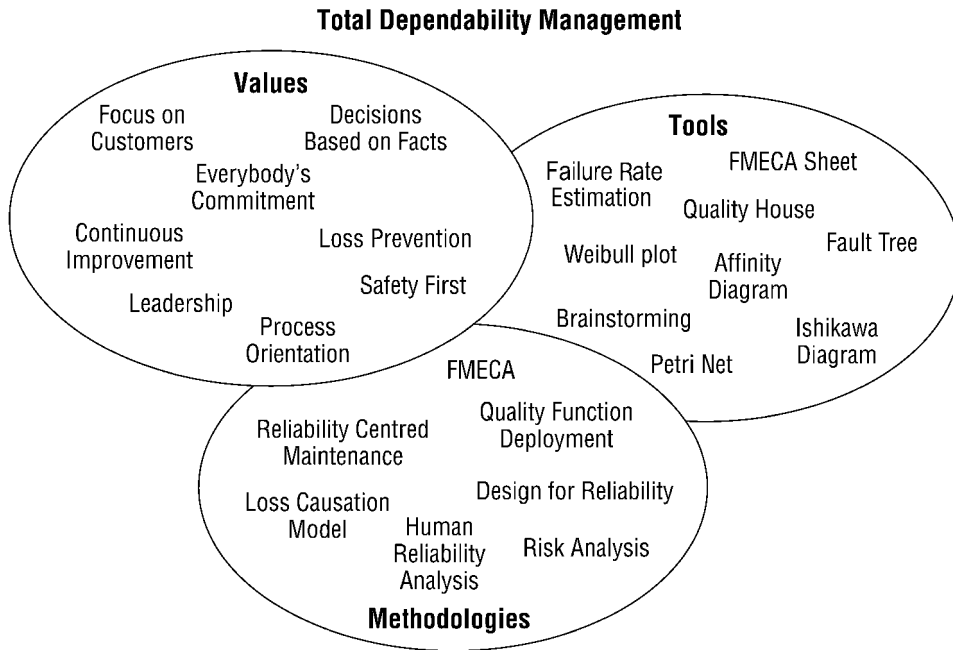 Total Dependability Management
Values
Focus on
Customers
Decisions
Based on Facts
Everybody's
Commitment
Continuous
Improvement
Loss Prevention
Safety First
Leadership
Process
Orientation
Tools
FMECA Sheet
Failure Rate
Estimation
Quality House
Fault Tree
Weibull plot
Affinity
Diagram
Brainstorming
Ishikawa
Diagram
Petri Net
FMECA
Quality Function
Deployment
Reliability Centred
Maintenance
Design for Reliability
Loss Causation
Model
Human
Reliability
Analysis
Risk Analysis
Methodologies